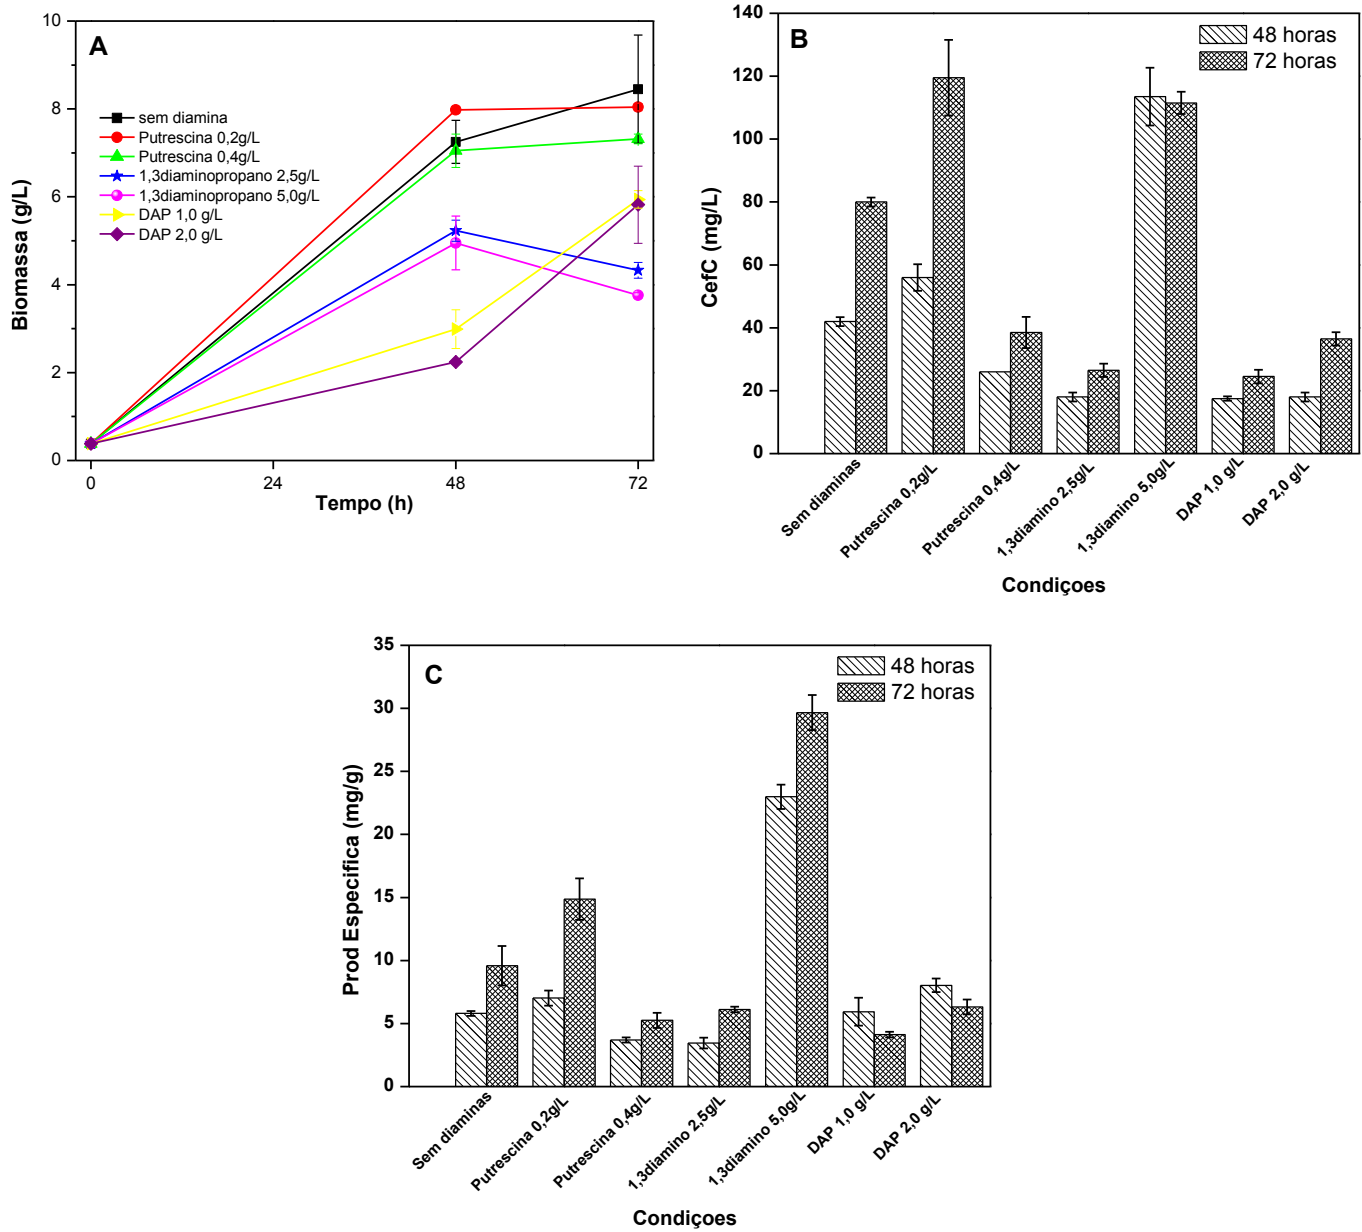 A
Biomassa (g/L)
10
8
6
4
2
0
sem diamina
Putrescina 0,2g/L
Putrescina 0,4g/L
1,3diaminopropano 2,5g/L
1,3diaminopropano 5,0g/L
DAP 1,0 g/L
DAP 2,0 g/L
0 24 48 72
Tempo (h)
B
CefC (mg/L)
140
120
100
80
60
40
20
0
48 horas
72 horas
Sem diaminas
Putrescina 0,2g/L
Putrescina 0,4g/L
1,3diamino 2,5g/L
1,3diamino 5,0g/L
DAP 1,0 g/L
DAP 2,0 g/L
Condiçoes
C
Prod Especifica (mg/g)
35
30
25
20
15
10
5
0
48 horas
72 horas
Sem diaminas
Putrescina 0,2g/L
Putrescina 0,4g/L
1,3diamino 2,5g/L
1,3diamino 5,0g/L
DAP 1,0 g/L
DAP 2,0 g/L
Condiçoes